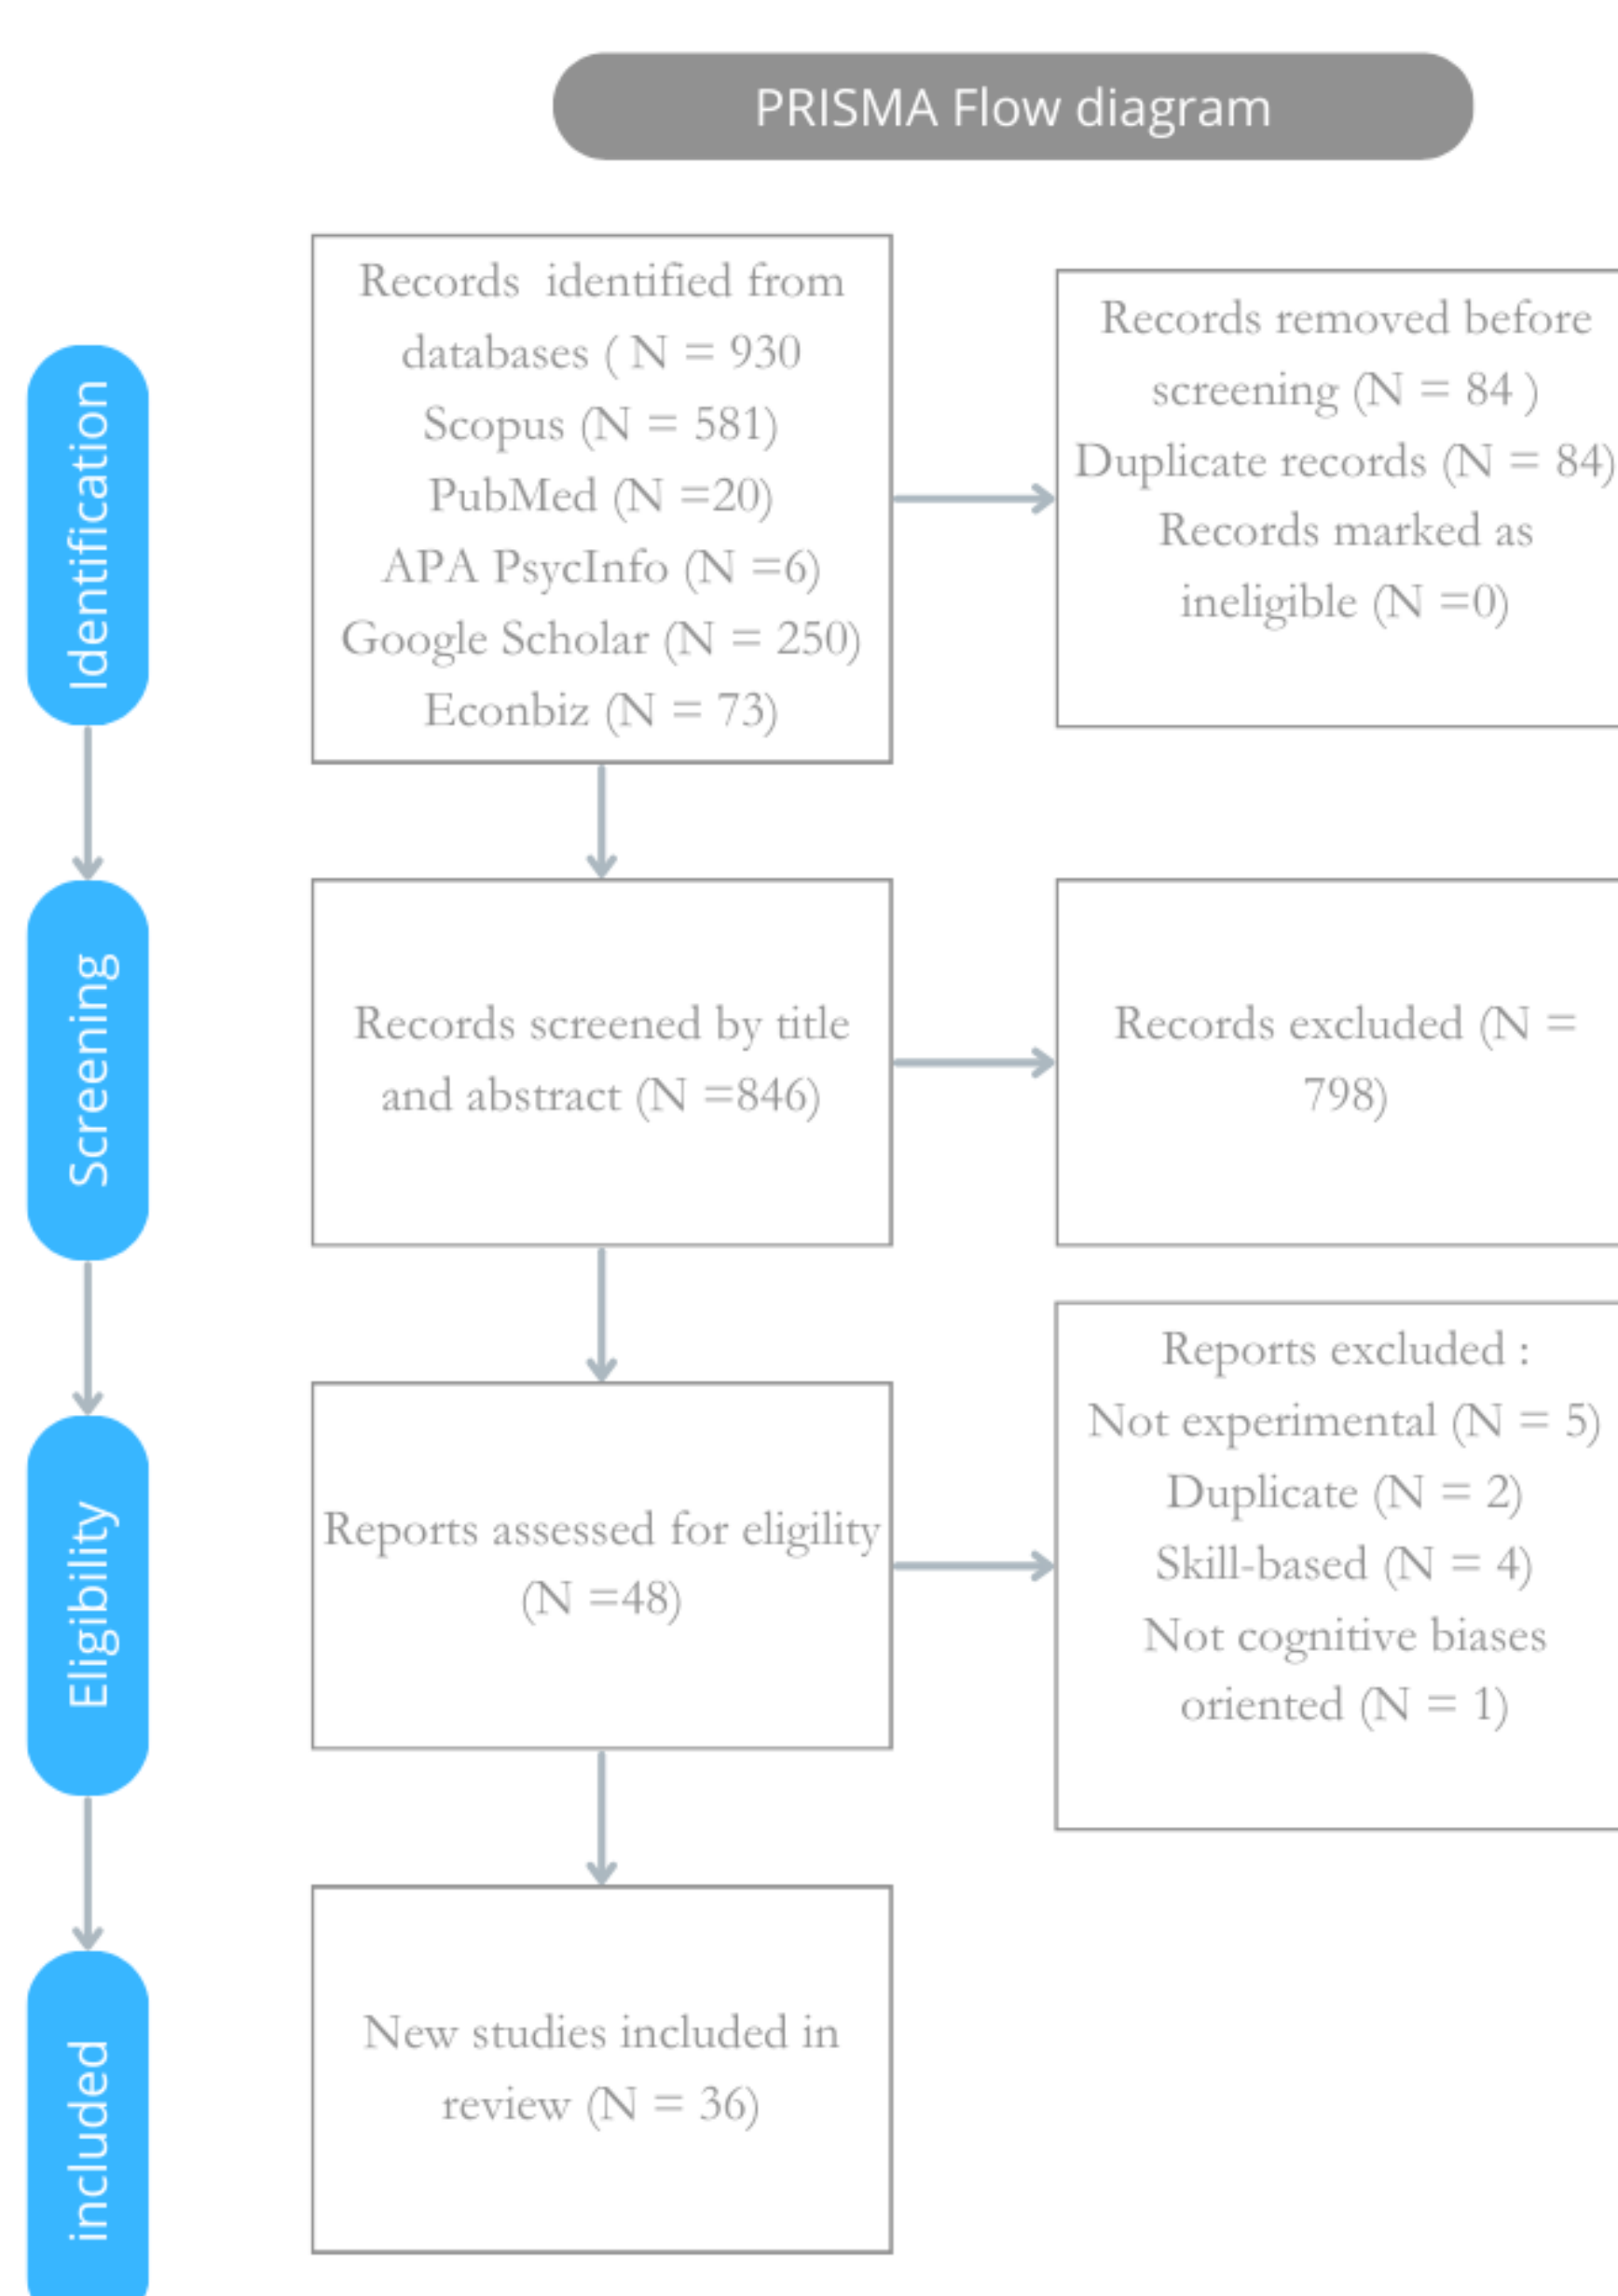 PRISMA Flow diagram
Identification
Records identified from
databases ( N = 930
Scopus (N = 581)
PubMed (N =20)
APA PsycInfo (N =6)
Google Scholar (N = 250)
Econbiz (N = 73)
Records removed before
screening (N = 84 )
Duplicate records (N = 84)
Records marked as
ineligible (N =0)
Screening
Records screened by title
and abstract (N =846)
Records excluded (N =
798)
Eligibility
Reports assessed for eligility
(N =48)
Reports excluded :
Not experimental (N = 5)
Duplicate (N = 2)
Skill-based (N = 4)
Not cognitive biases
oriented (N = 1)
included
New studies included in
review (N = 36)